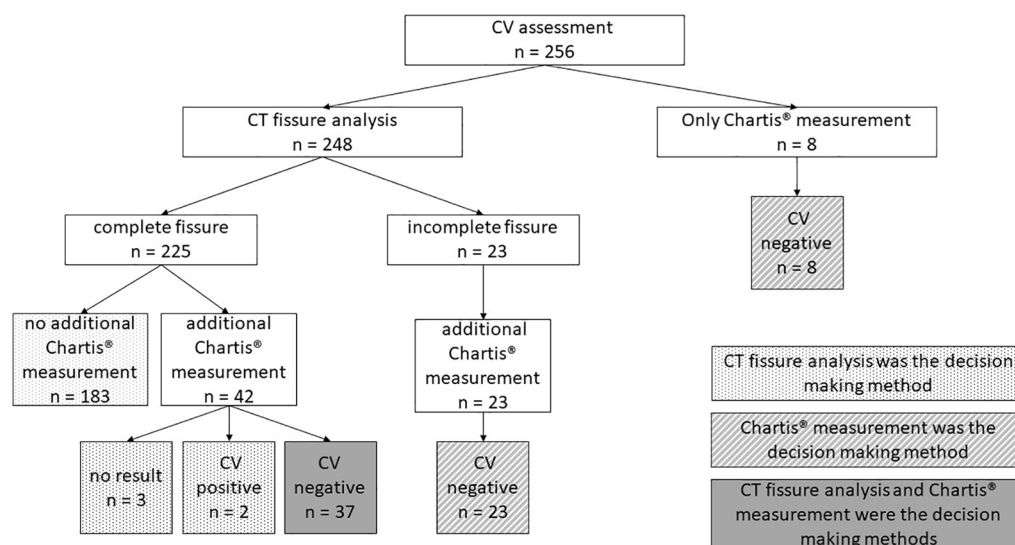 CV assessment
n = 256
CT fissure analysis
n = 248
Only Chartis® measurement
n = 8
complete fissure
n = 225
incomplete fissure
n = 23
CV
negative
n = 8
no additional
Chartis®
measurement
n = 183
additional
Chartis®
measurement
n = 42
additional
Chartis®
measurement
n = 23
no result
n = 3
CV
positive
n = 2
CV
negative
n = 37
CV
negative
n = 23
CT fissure analysis was the decision
making method
Chartis® measurement was the
decision making method
CT fissure analysis and Chartis®
measurement were the decision
making methods